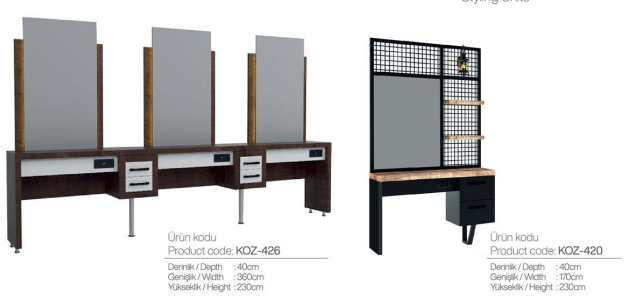 Styling Units
Ürün kodu
Product code: KOZ-426
Derinlik / Depth : 40cm
Genişlik / Width : 360cm
Yükseklik / Height : 230cm
Ürün kodu
Product code: KOZ-420
Derinlik / Depth : 40cm
Genişlik / Width : 170cm
Yükseklik / Height : 230cm